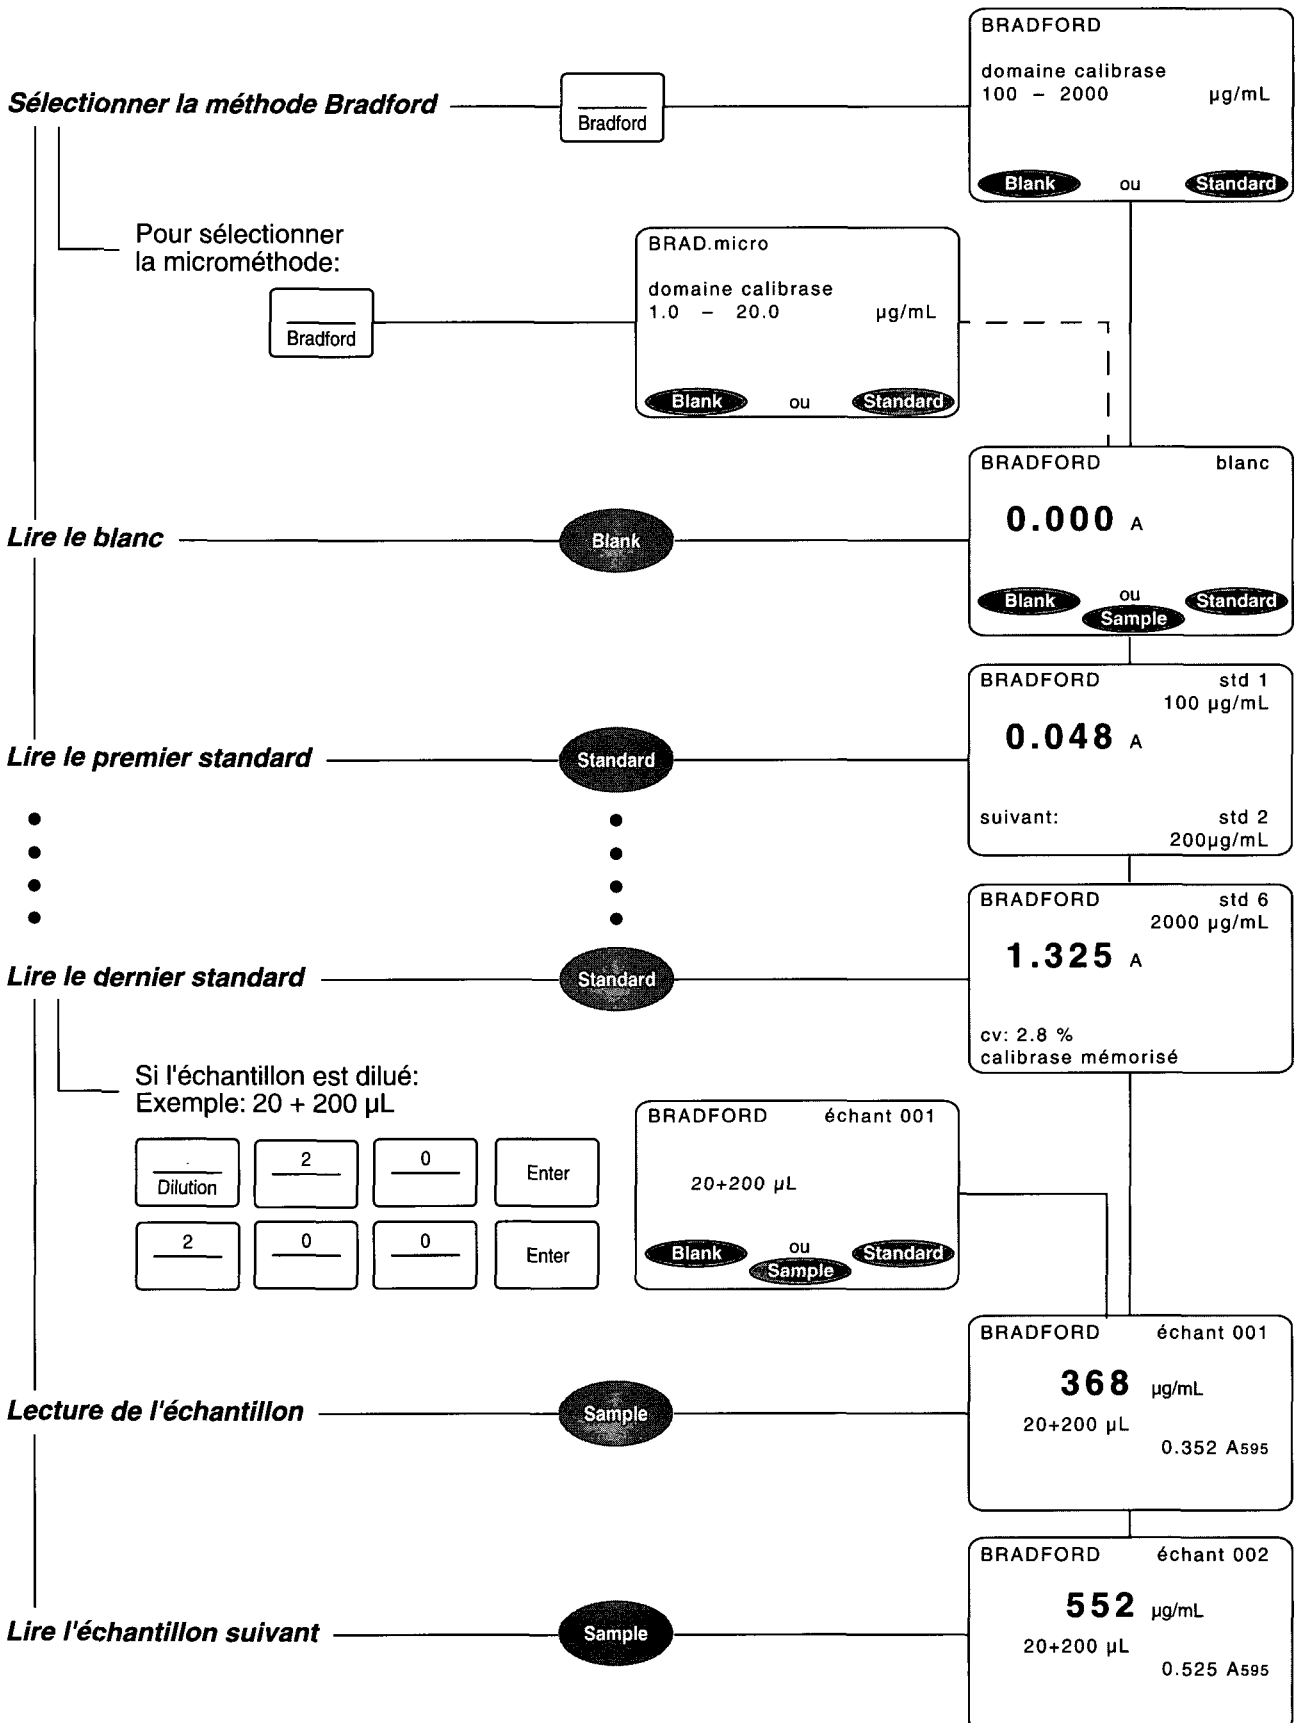 BRADFORD
domaine calibrase
100 – 2000 µg/mL
Blank ou Standard
Sélectionner la méthode Bradford
Bradford
Pour sélectionner
la microméthode:
Bradford
BRAD.micro
domaine calibrase
1.0 – 20.0 µg/mL
Blank ou Standard
Lire le blanc
Blank
BRADFORD blanc
0.000 A
Blank ou Standard
Sample
Lire le premier standard
Standard
BRADFORD std 1
100 µg/mL
0.048 A
suivant: std 2
200µg/mL
Lire le dernier standard
Standard
BRADFORD std 6
2000 µg/mL
1.325 A
cv: 2.8 %
calibrase mémorisé
Si l'échantillon est dilué:
Exemple: 20 + 200 µL
. 2 0 Enter
Dilution
2 0 0 Enter
BRADFORD échant 001
20+200 µL
Blank ou Standard
Sample
Lecture de l'échantillon
Sample
BRADFORD échant 001
368 µg/mL
20+200 µL
0.352 A595
Lire l'échantillon suivant
Sample
BRADFORD échant 002
552 µg/mL
20+200 µL
0.525 A595